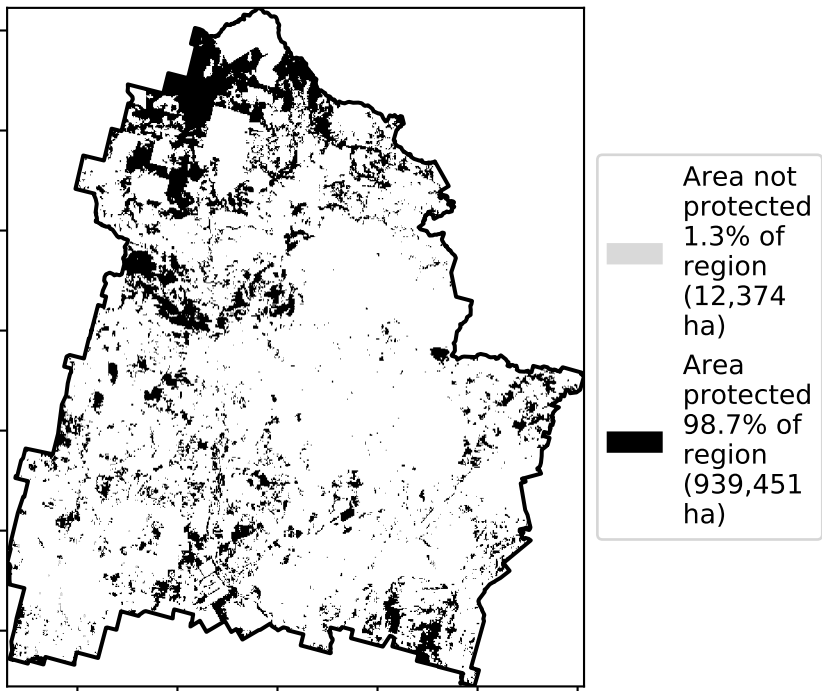 Area not
protected
1.3% of
region
(12,374
ha)
Area
protected
98.7% of
region
(939,451
ha)